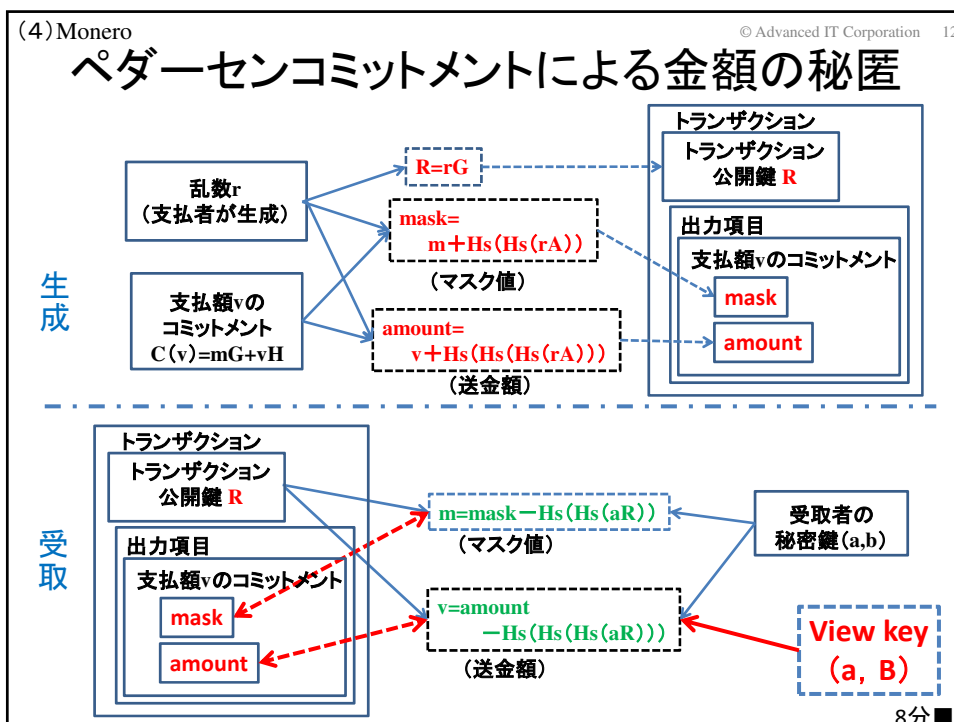 （4）Monero
© Advanced IT Corporation 12
ペダーセンコミットメントによる金額の秘匿
生成
乱数r
（支払者が生成）
支払額vの
コミットメント
C（v）=mG+vH
R=rG
mask=
m＋Hs（Hs（rA））
（マスク値）
amount=
v＋Hs（Hs（Hs（rA）））
（送金額）
トランザクション
トランザクション
公開鍵 R
出力項目
支払額vのコミットメント
mask
amount
受取
トランザクション
トランザクション
公開鍵 R
出力項目
支払額vのコミットメント
mask
amount
m=mask－Hs（Hs（aR））
（マスク値）
v=amount
－Hs（Hs（Hs（aR）））
（送金額）
受取者の
秘密鍵（a,b）
View key
（a，B）
8分■